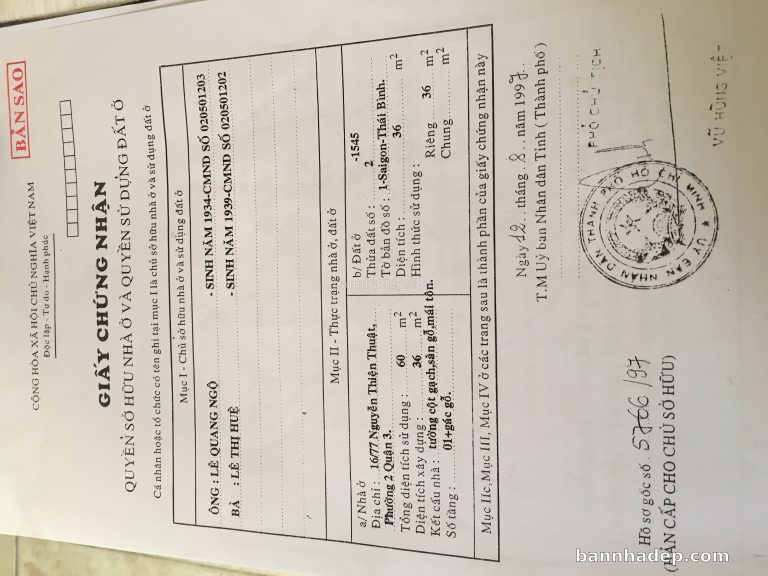 CỘNG HÒA XÃ HỘI CHỦ NGHĨA VIỆT NAM
Độc lập - Tự do - Hạnh phúc
BẢN SAO
GIẤY CHỨNG NHẬN
QUYỀN SỞ HỮU NHÀ Ở VÀ QUYỀN SỬ DỤNG ĐẤT Ở
Cá nhân hoặc tổ chức có tên ghi tại mục I là chủ sở hữu nhà ở và sử dụng đất ở
Mục I - Chủ sở hữu nhà ở và sử dụng đất ở
ÔNG : LÊ QUANG NGỘ - SINH NĂM 1934-CMND SỐ 020501203
BÀ : LÊ THỊ HUÊ - SINH NĂM 1939-CMND SỐ 020501202
Mục II - Thực trạng nhà ở, đất ở
a/ Nhà ở
Địa chỉ : 16/77 Nguyễn Thiện Thuật,
Phường 2 Quận 3.
Tổng diện tích sử dụng : 60 m2
Diện tích xây dựng : 36 m2
Kết cấu nhà : tường cột gạch,sàn gỗ,mái tôn.
Số tầng : 01+gác gỗ.
b/ Đất ở -1545
Thửa đất số : 2
Tờ bản đồ số : 1-Saigon-Thái Bình.
Diện tích : 36 m2
Hình thức sử dụng :
Riêng 36 m2
Chung m2
Mục IIc,Mục III, Mục IV ở các trang sau là thành phần của giấy chứng nhận này
Ngày 12 tháng 8 năm 1997
T.M Uỷ ban Nhân dân Tỉnh ( Thành phố )
PHÓ CHỦ TỊCH
ỦY BAN NHÂN DÂN THÀNH PHỐ HỒ CHÍ MINH
VŨ HÙNG VIỆT
Hồ sơ gốc số 5766/97
(BẢN CẤP CHO CHỦ SỞ HỮU)
bannhadep.com
bannhadep.com